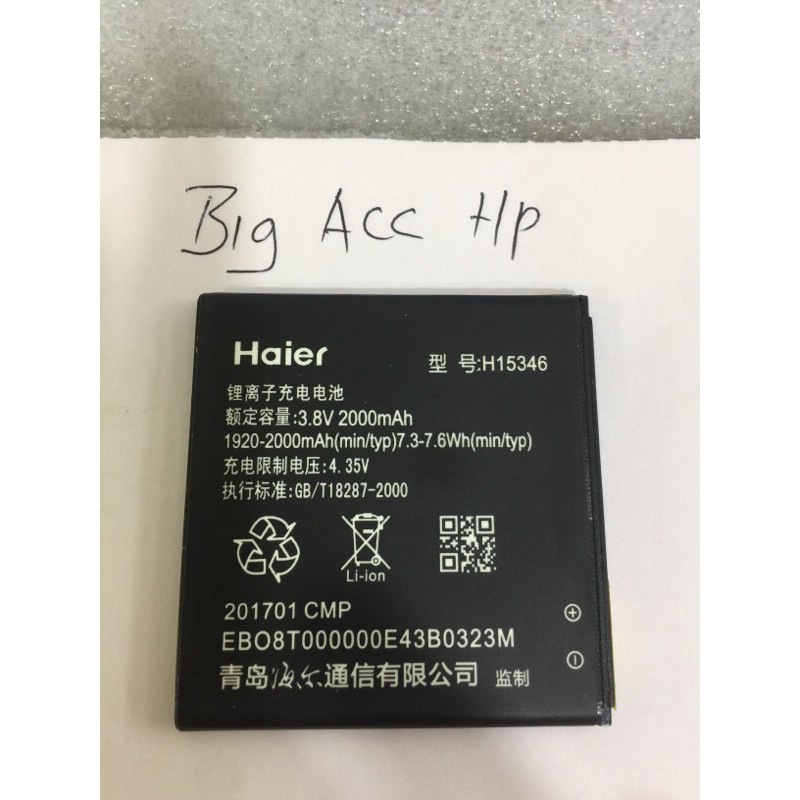 Big Acc Hp
Haier 型 号:H15346
锂离子充电电池
额定容量:3.8V 2000mAh
1920-2000mAh(min/typ)7.3-7.6Wh(min/typ)
充电限制电压:4.35V
执行标准:GB/T18287-2000
Li-ion
201701 CMP
EBO8T000000E43B0323M
青岛海尔通信有限公司 监制